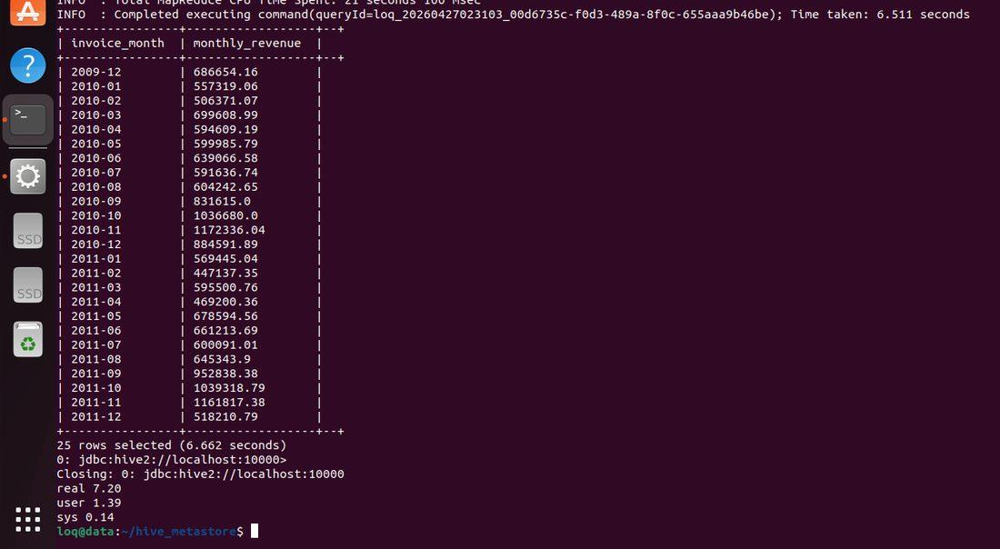 INFO  : Total MapReduce CPU Time Spent: 21 seconds 100 msec
INFO  : Completed executing command(queryId=loq_20260427023103_00d6735c-f0d3-489a-8f0c-655aaa9b46be); Time taken: 6.511 seconds
+----------------+------------------+--+
| invoice_month  | monthly_revenue  |
+----------------+------------------+--+
| 2009-12        | 686654.16        |
| 2010-01        | 557319.06        |
| 2010-02        | 506371.07        |
| 2010-03        | 699608.99        |
| 2010-04        | 594609.19        |
| 2010-05        | 599985.79        |
| 2010-06        | 639066.58        |
| 2010-07        | 591636.74        |
| 2010-08        | 604242.65        |
| 2010-09        | 831615.0         |
| 2010-10        | 1036680.0        |
| 2010-11        | 1172336.04       |
| 2010-12        | 884591.89        |
| 2011-01        | 569445.04        |
| 2011-02        | 447137.35        |
| 2011-03        | 595500.76        |
| 2011-04        | 469200.36        |
| 2011-05        | 678594.56        |
| 2011-06        | 661213.69        |
| 2011-07        | 600091.01        |
| 2011-08        | 645343.9         |
| 2011-09        | 952838.38        |
| 2011-10        | 1039318.79       |
| 2011-11        | 1161817.38       |
| 2011-12        | 518210.79        |
+----------------+------------------+--+
25 rows selected (6.662 seconds)
0: jdbc:hive2://localhost:10000>
Closing: 0: jdbc:hive2://localhost:10000
real 7.20
user 1.39
sys 0.14
loq@data:~/hive_metastore$
SSD
SSD